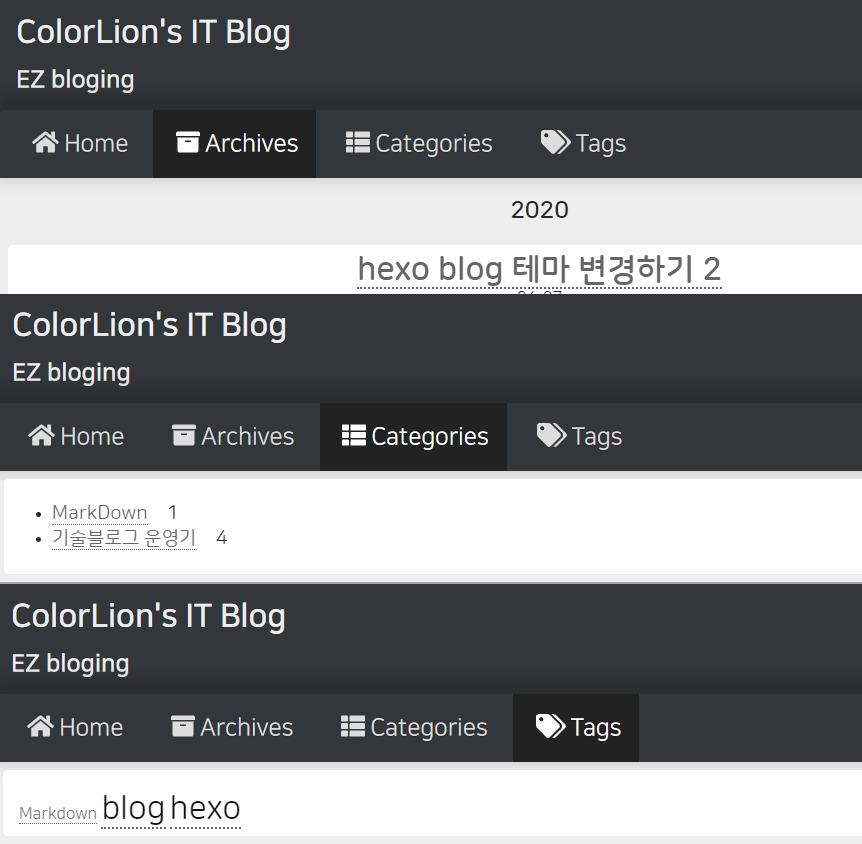 ColorLion's IT Blog
EZ bloging
Home Archives Categories Tags
2020
hexo blog 테마 변경하기 2
ColorLion's IT Blog
EZ bloging
Home Archives Categories Tags
MarkDown 1
기술블로그 운영기 4
ColorLion's IT Blog
EZ bloging
Home Archives Categories Tags
Markdown blog hexo